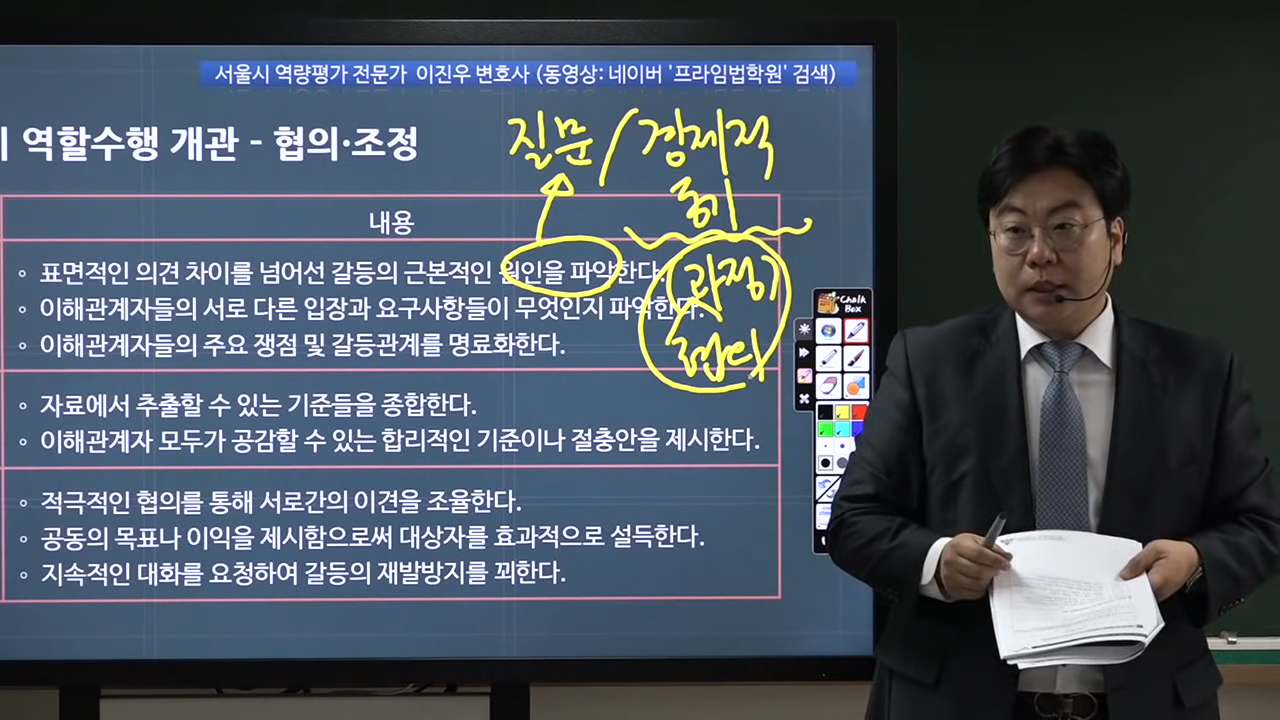 서울시 역량평가 전문가 이진우 변호사 (동영상: 네이버 '프라임법학원' 검색)
역할수행 개관 - 협의·조정
질문 / 경제적
동기
내용
◦ 표면적인 의견 차이를 넘어선 갈등의 근본적인 원인을 파악한다.
◦ 이해관계자들의 서로 다른 입장과 요구사항들이 무엇인지 파악한다.
◦ 이해관계자들의 주요 쟁점 및 갈등관계를 명료화한다.
과정
◦ 자료에서 추출할 수 있는 기준들을 종합한다.
◦ 이해관계자 모두가 공감할 수 있는 합리적인 기준이나 절충안을 제시한다.
◦ 적극적인 협의를 통해 서로간의 이견을 조율한다.
◦ 공동의 목표나 이익을 제시함으로써 대상자를 효과적으로 설득한다.
◦ 지속적인 대화를 요청하여 갈등의 재발방지를 꾀한다.
Chalk
Box